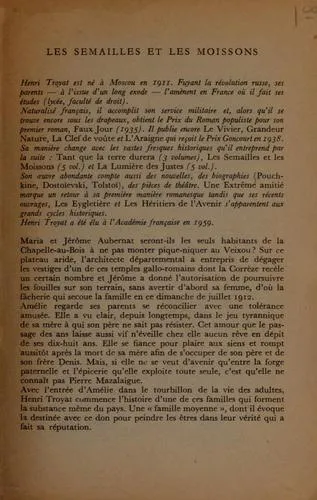 LES SEMAILLES ET LES MOISSONS
Henri Troyat est né à Moscou en 1911. Fuyant la révolution russe, ses
parents — à l'issue d'un long exode — l'amènent en France où il fait ses
études (lycée, faculté de droit).
Naturalisé français, il accomplit son service militaire et, alors qu'il se
trouve encore sous les drapeaux, obtient le Prix du Roman populiste pour son
premier roman, Faux Jour (1935). Il publie encore Le Vivier, Grandeur
Nature, La Clef de voûte et L'Araigne qui reçoit le Prix Goncourt en 1938.
Sa manière change avec les vastes fresques historiques qu'il entreprend par
la suite : Tant que la terre durera (3 volumes), Les Semailles et les
Moissons (5 vol.) et La Lumière des Justes (5 vol.).
Son œuvre abondante compte aussi des nouvelles, des biographies (Pouch-
kine, Dostoïevski, Tolstoï), des pièces de théâtre. Une Extrême amitié
marque un retour à sa première manière romanesque tandis que ses récents
ouvrages, Les Eygletière et Les Héritiers de l'Avenir s'apparentent aux
grands cycles historiques.
Henri Troyat a été élu à l'Académie française en 1959.
Maria et Jérôme Aubernat seront-ils les seuls habitants de la
Chapelle-au-Bois à ne pas monter pique-niquer au Veixou? Sur ce
plateau aride, l'architecte départemental a entrepris de dégager
les vestiges d'un de ces temples gallo-romains dont la Corrèze recèle
un certain nombre et Jérôme a donné l'autorisation de poursuivre
les fouilles sur son terrain, sans avertir d'abord sa femme, d'où la
fâcherie qui secoue la famille en ce dimanche de juillet 1912.
Amélie regarde ses parents se réconcilier avec une tolérance
amusée. Elle a vu clair, depuis longtemps, dans le jeu tyrannique
de sa mère à qui son père ne sait pas résister. Cet amour que le pas-
sage des ans laisse aussi vif n'éveille chez elle aucun rêve en dépit
de ses dix-huit ans. Elle se fiance pour plaire aux siens et rompt
aussitôt après la mort de sa mère afin de s'occuper de son père et de
son frère Denis. Mais, si elle ne se veut d'avenir qu'entre la forge
paternelle et l'épicerie qu'elle exploite toute seule, c'est qu'elle ne
connaît pas Pierre Mazalaigue.
Avec l'entrée d'Amélie dans le tourbillon de la vie des adultes,
Henri Troyat commence l'histoire d'une de ces familles qui forment
la substance même du pays. Une « famille moyenne », dont il évoque
la destinée avec ce don pour peindre les êtres dans leur vérité qui a
fait sa réputation.